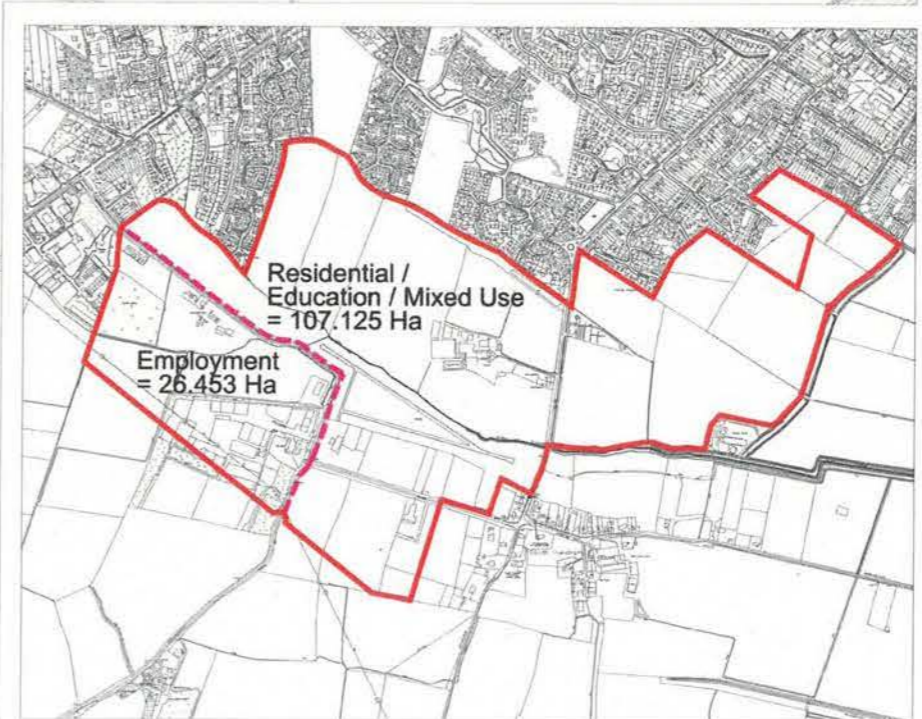 Residential /
Education / Mixed Use
= 107.125 Ha
Employment
= 26.453 Ha